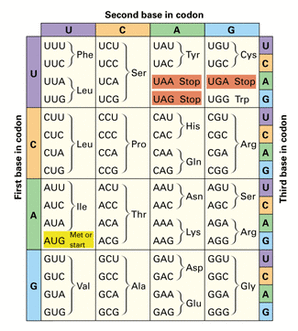 Second base in codon
U C A G
First base in codon
Third base in codon
U
UUU UCU UAU UGU U
Phe Tyr Cys
UUC UCC UAC UGC C
Ser
UUA UCA UAA Stop UGA Stop A
Leu
UUG UCG UAG Stop UGG Trp G
C
CUU CCU CAU CGU U
His
CUC CCC CAC CGC C
Leu Pro Arg
CUA CCA CAA CGA A
Gln
CUG CCG CAG CGG G
A
AUU ACU AAU AGU U
Asn Ser
AUC ACC AAC AGC C
Ile Thr
AUA ACA AAA AGA A
Lys Arg
AUG Met or start ACG AAG AGG G
G
GUU GCU GAU GGU U
Asp
GUC GCC GAC GGC C
Val Ala Gly
GUA GCA GAA GGA A
Glu
GUG GCG GAG GGG G